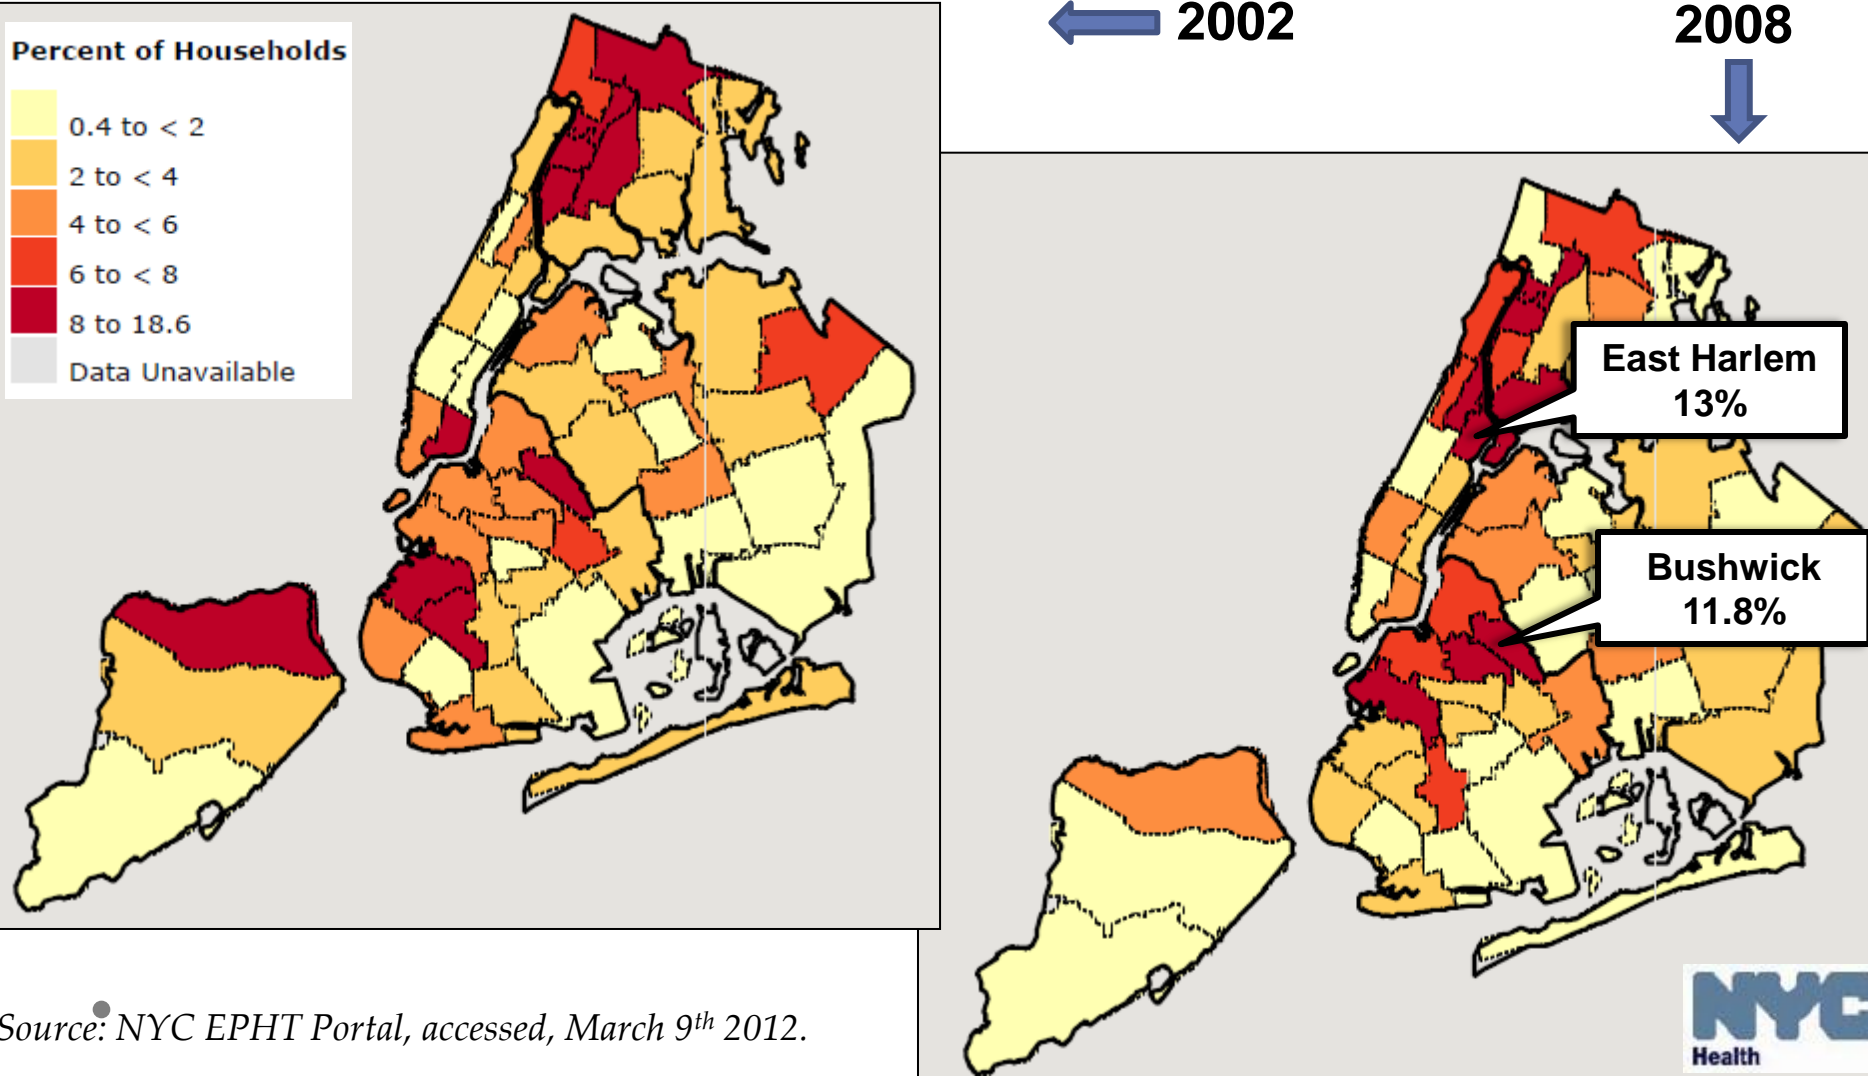 2002
2008
Percent of Households
0.4 to < 2
2 to < 4
4 to < 6
6 to < 8
8 to 18.6
Data Unavailable
East Harlem
13%
Bushwick
11.8%
Source: NYC EPHT Portal, accessed, March 9th 2012.
NYC
Health